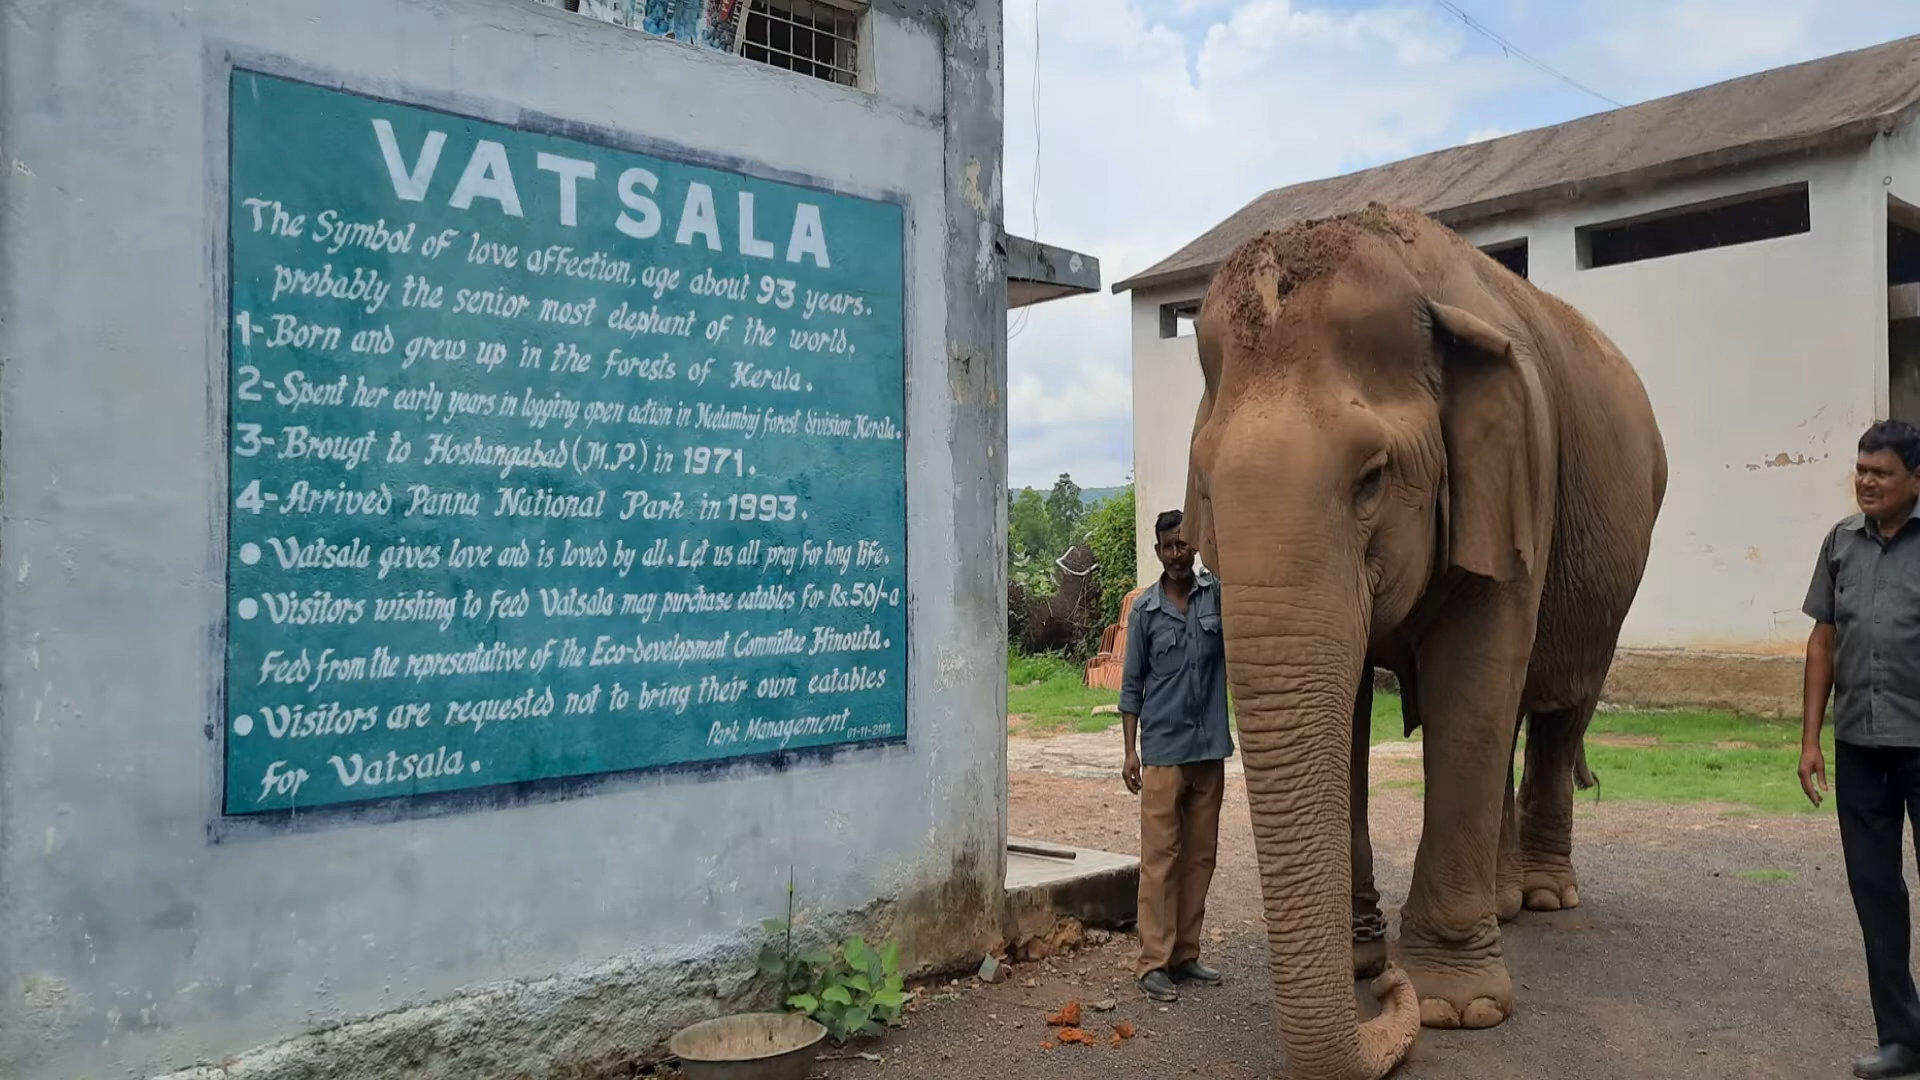 VATSALA
The Symbol of love affection, age about 93 years.
probably the senior most elephant of the world.
1- Born and grew up in the forests of Kerala.
2- Spent her early years in logging open action in Neelambuj forest division Kerala.
3- Brougt to Hoshangabad (M.P.) in 1971.
4- Arrived Panna National Park in 1993.
• Vatsala gives love and is loved by all. Let us all pray for long life.
• Visitors wishing to feed Vatsala may purchase eatables for Rs. 50/- a
feed from the representative of the Eco-development Committee Hinouta.
• Visitors are requested not to bring their own eatables
for Vatsala.
Park Management